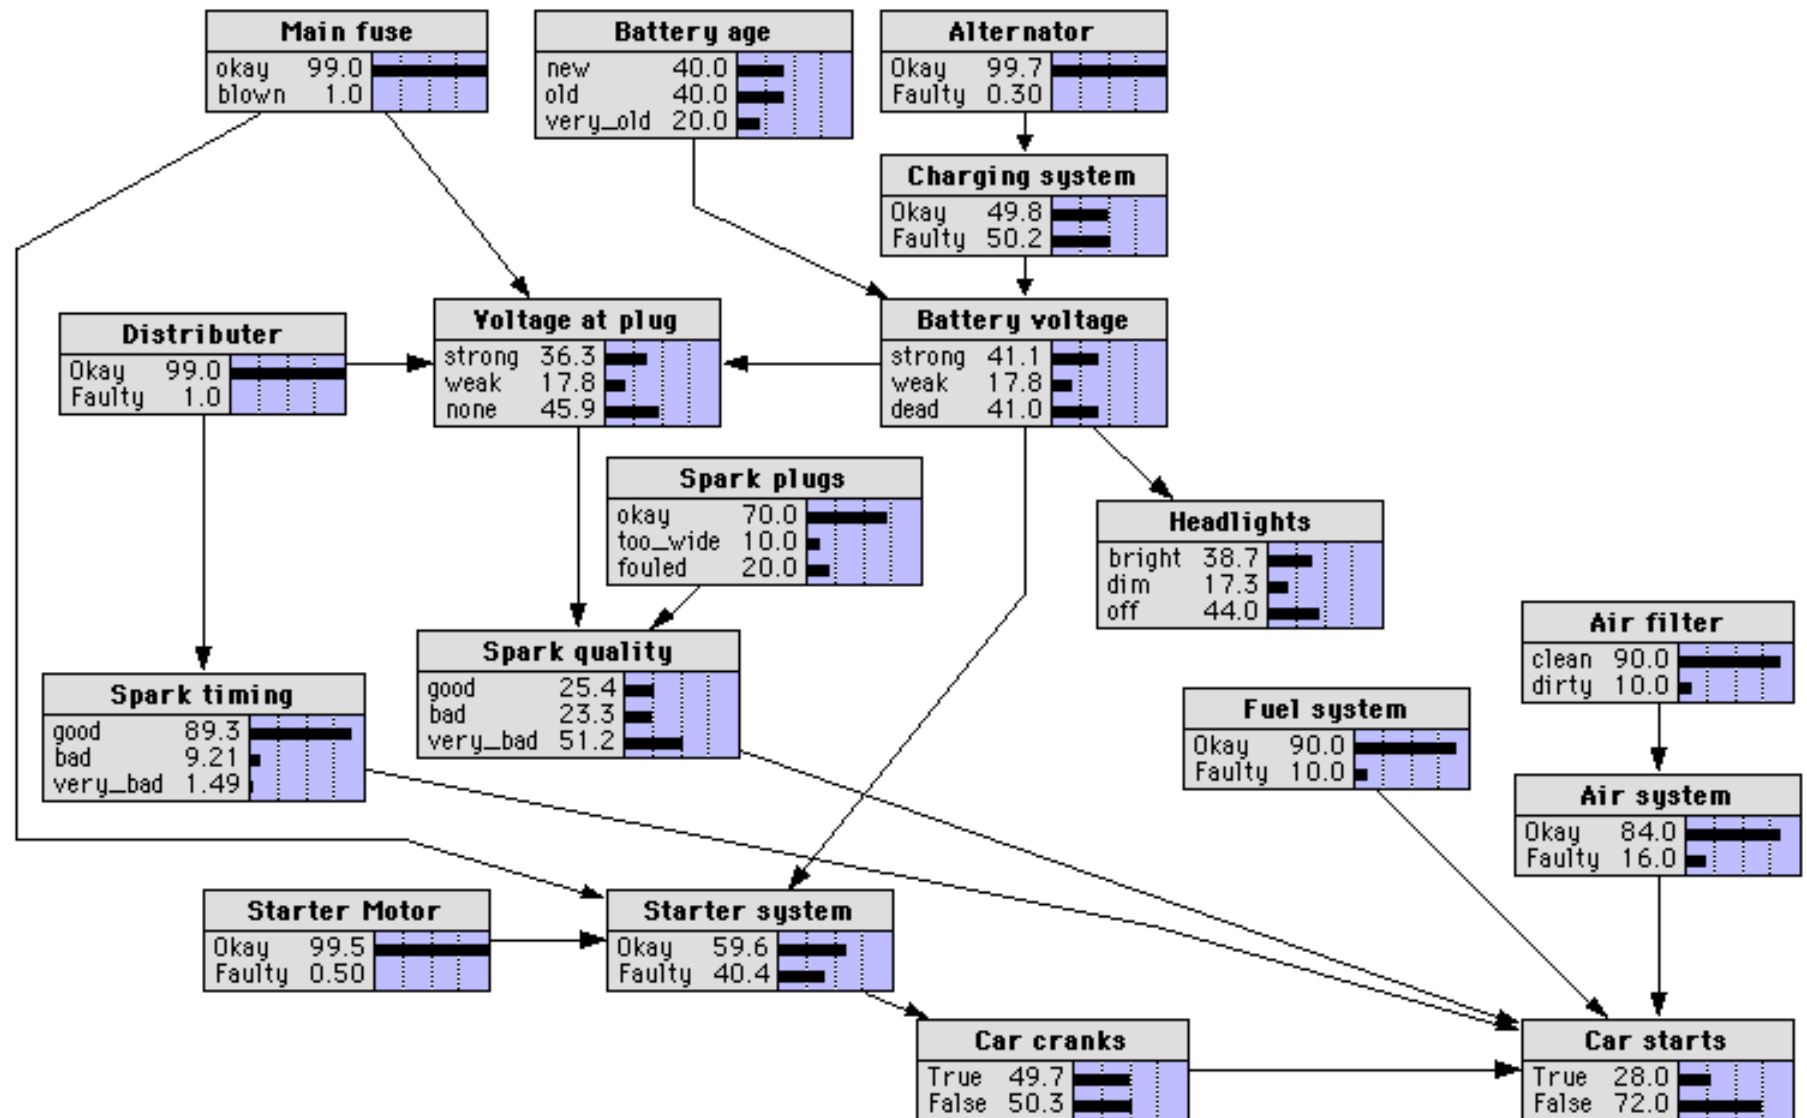 Main fuse
okay 99.0
blown 1.0
Battery age
new 40.0
old 40.0
very_old 20.0
Alternator
Okay 99.7
Faulty 0.30
Charging system
Okay 49.8
Faulty 50.2
Distributer
Okay 99.0
Faulty 1.0
Voltage at plug
strong 36.3
weak 17.8
none 45.9
Battery voltage
strong 41.1
weak 17.8
dead 41.0
Spark plugs
okay 70.0
too_wide 10.0
fouled 20.0
Headlights
bright 38.7
dim 17.3
off 44.0
Spark timing
good 89.3
bad 9.21
very_bad 1.49
Spark quality
good 25.4
bad 23.3
very_bad 51.2
Air filter
clean 90.0
dirty 10.0
Fuel system
Okay 90.0
Faulty 10.0
Air system
Okay 84.0
Faulty 16.0
Starter Motor
Okay 99.5
Faulty 0.50
Starter system
Okay 59.6
Faulty 40.4
Car cranks
True 49.7
False 50.3
Car starts
True 28.0
False 72.0